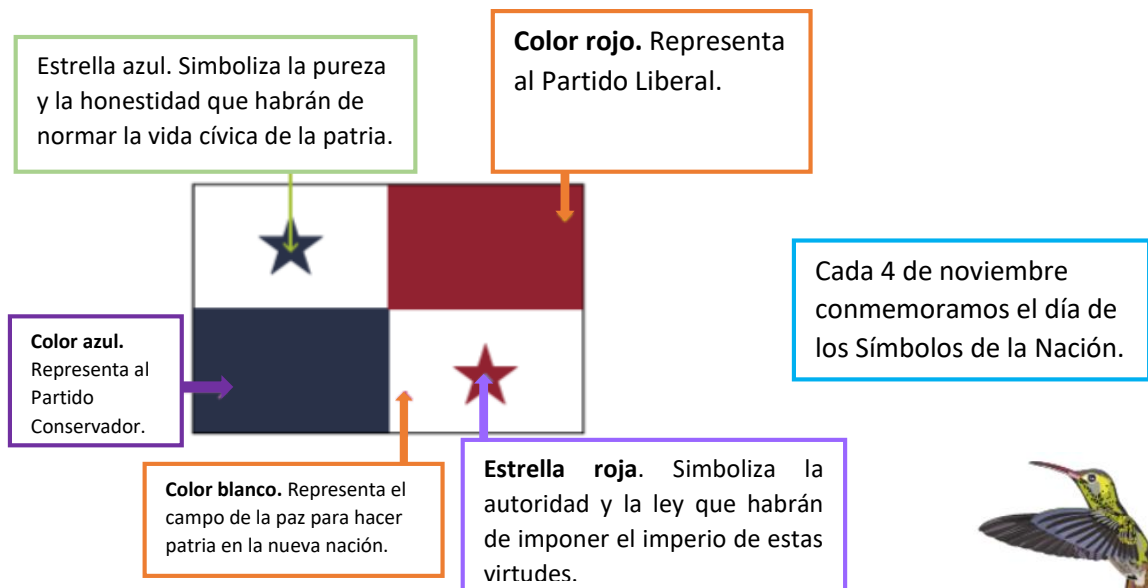 Estrella azul. Simboliza la pureza
y la honestidad que habrán de
normar la vida cívica de la patria.
Color rojo. Representa
al Partido Liberal.
Cada 4 de noviembre
conmemoramos el día de
los Símbolos de la Nación.
Color azul.
Representa al
Partido
Conservador.
Color blanco. Representa el
campo de la paz para hacer
patria en la nueva nación.
Estrella roja. Simboliza la
autoridad y la ley que habrán
de imponer el imperio de estas
virtudes.